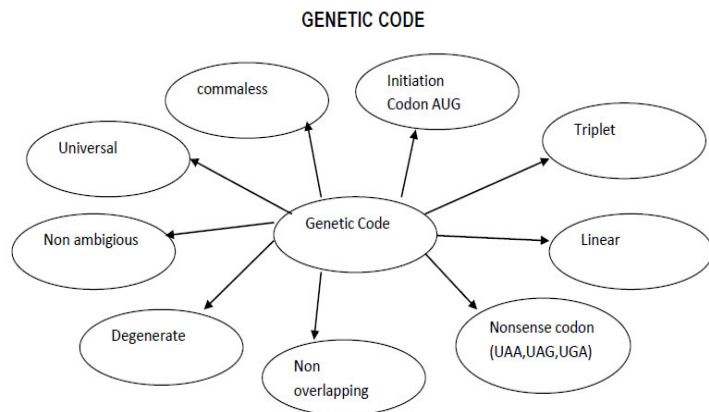 GENETIC CODE
commaless
Initiation
Codon AUG
Universal
Triplet
Genetic Code
Non ambigious
Linear
Degenerate
Nonsense codon
(UAA,UAG,UGA)
Non
overlapping